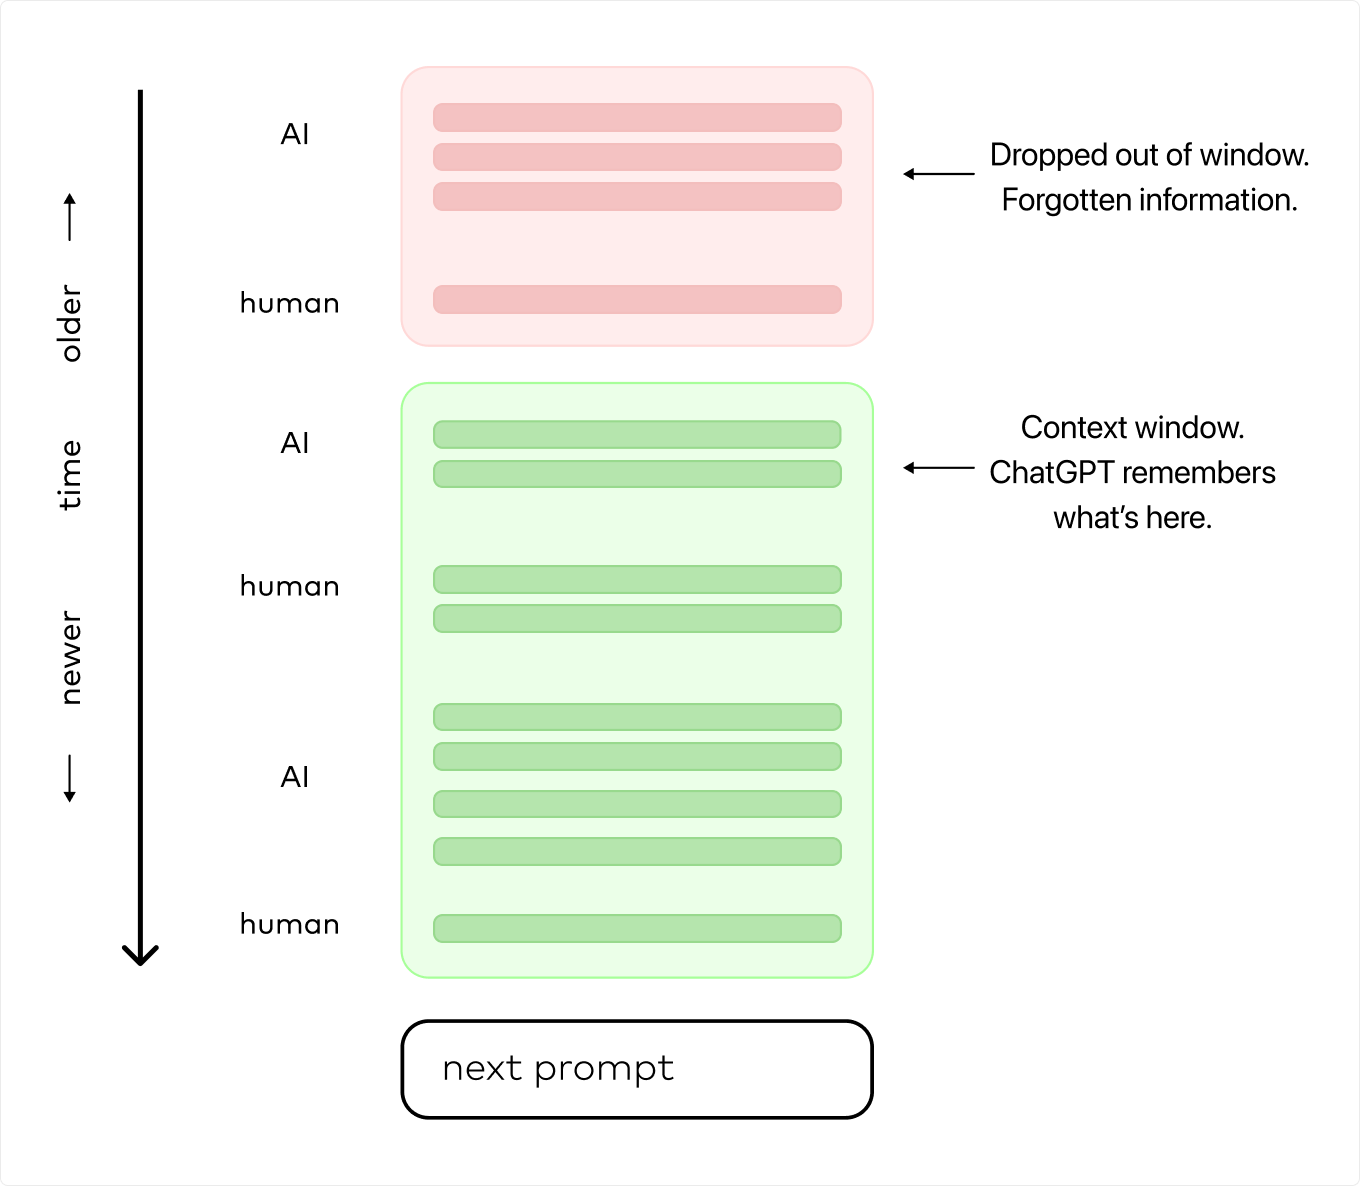 AI
Dropped out of window.
Forgotten information.
human
older
AI
Context window.
ChatGPT remembers
what’s here.
time
human
newer
AI
human
next prompt